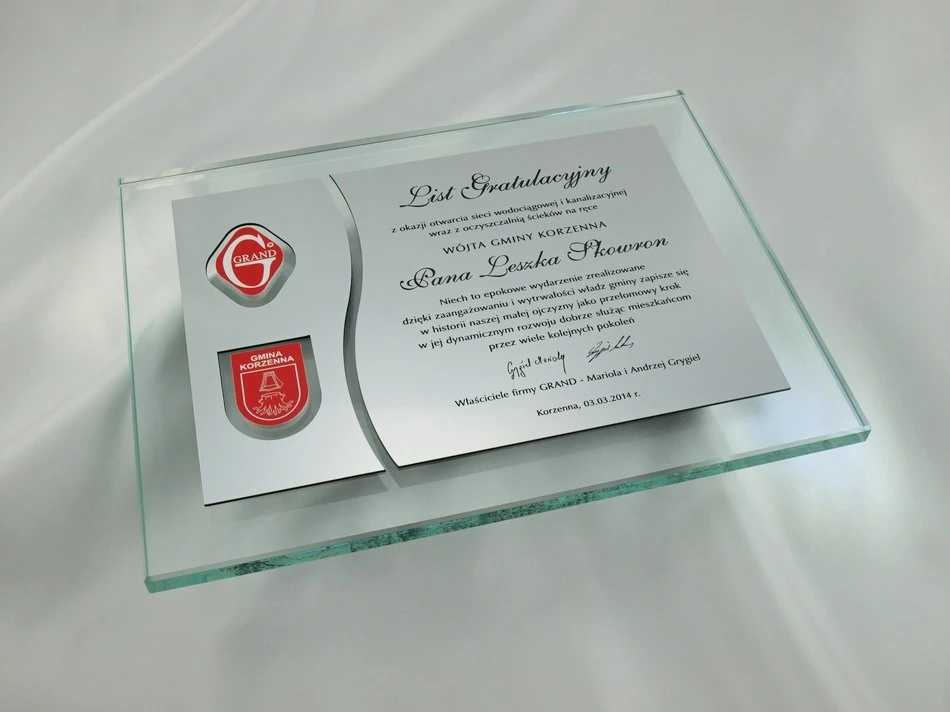 List Gratulacyjny
z okazji otwarcia sieci wodociągowej i kanalizacyjnej
wraz z oczyszczalnią ścieków na ręce
WÓJTA GMINY KORZENNA
Pana Leszka Skowron
Niech to epokowe wydarzenie zrealizowane
dzięki zaangażowaniu i wytrwałości władz gminy zapisze się
w historii naszej małej ojczyzny jako przełomowy krok
w jej dynamicznym rozwoju dobrze służąc mieszkańcom
przez wiele kolejnych pokoleń
Grygiel Mariola
Właściciele firmy GRAND - Mariola i Andrzej Grygiel
Korzenna, 03.03.2014 r.
G
GRAND
GMINA
KORZENNA